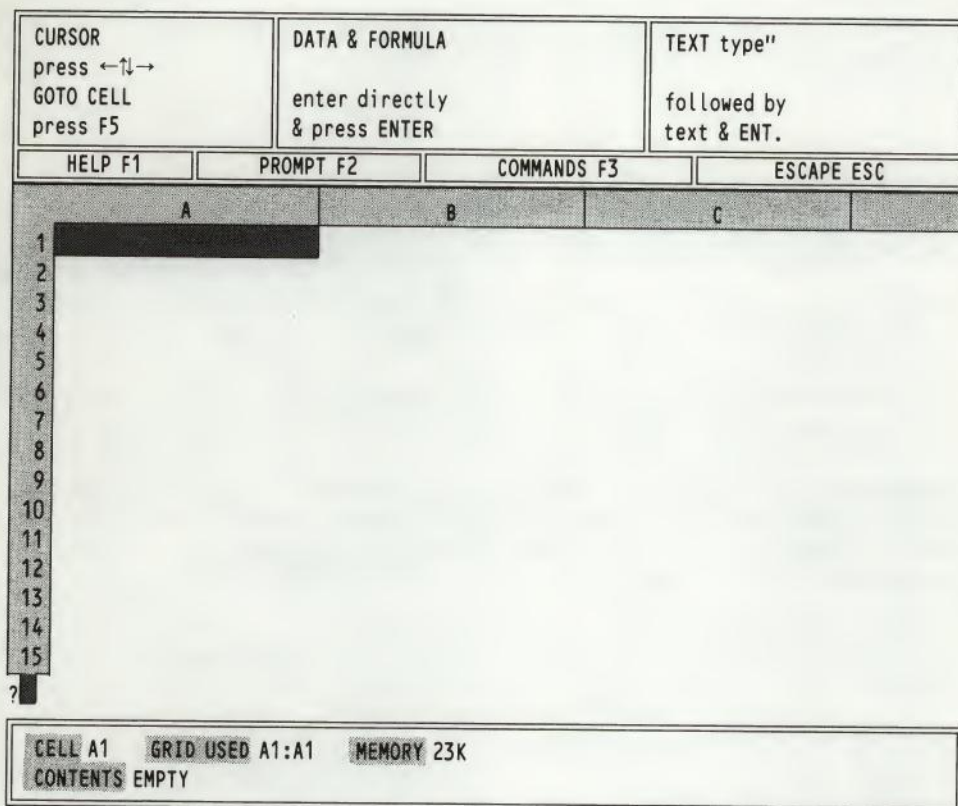 CURSOR
press ←↑↓→
GOTO CELL
press F5
DATA & FORMULA
enter directly
& press ENTER
TEXT type"
followed by
text & ENT.
HELP F1 PROMPT F2 COMMANDS F3 ESCAPE ESC
A B C
1
2
3
4
5
6
7
8
9
10
11
12
13
14
15
?
CELL A1 GRID USED A1:A1 MEMORY 23K
CONTENTS EMPTY